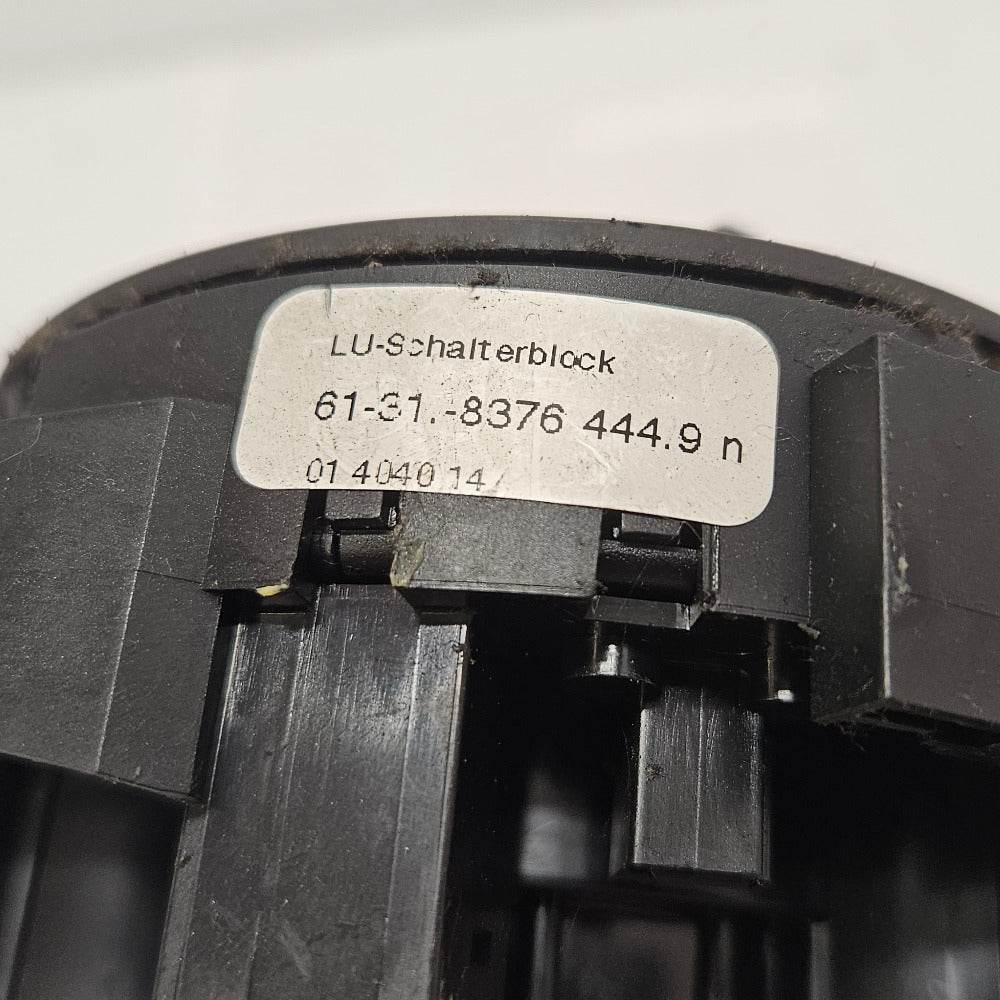 LU-Schalterblock
61-31.-8376 444.9 n
01 4040 14